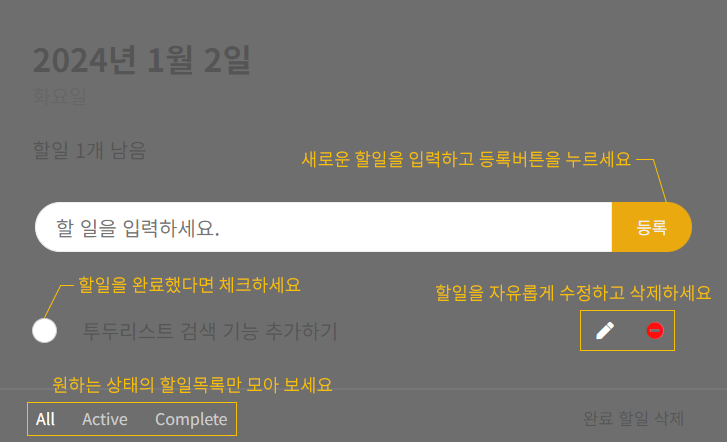 2024년 1월 2일
화요일
할일 1개 남음
새로운 할일을 입력하고 등록버튼을 누르세요
할 일을 입력하세요.
등록
할일을 완료했다면 체크하세요
할일을 자유롭게 수정하고 삭제하세요
투두리스트 검색 기능 추가하기
원하는 상태의 할일목록만 모아 보세요
All Active Complete
완료 할일 삭제